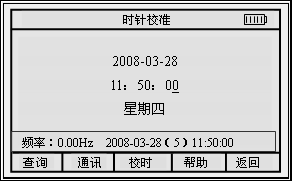 时针校准
2008-03-28
11：50：00
星期四
频率：0.00Hz 2008-03-28（5）11:50:00
查询 通讯 校时 帮助 返回